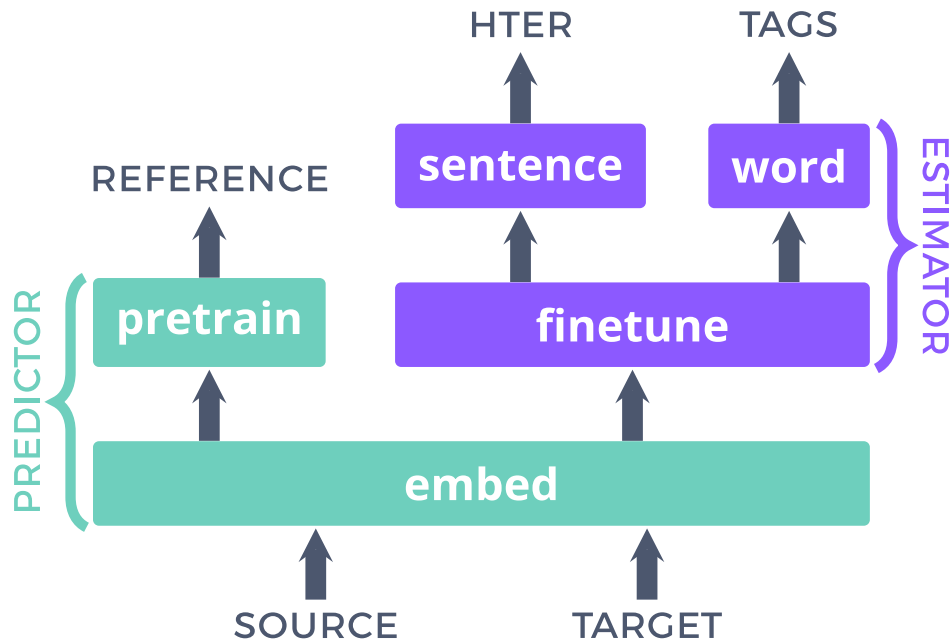 HTER
TAGS
sentence
word
REFERENCE
ESTIMATOR
pretrain
finetune
PREDICTOR
embed
SOURCE
TARGET